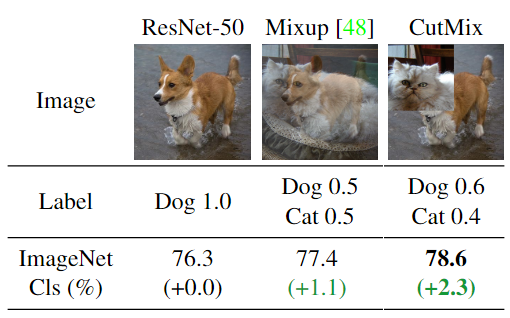 ResNet-50 Mixup [48] CutMix
Image
Label Dog 1.0 Dog 0.5 Cat 0.5 Dog 0.6 Cat 0.4
ImageNet Cls (%) 76.3 (+0.0) 77.4 (+1.1) 78.6 (+2.3)